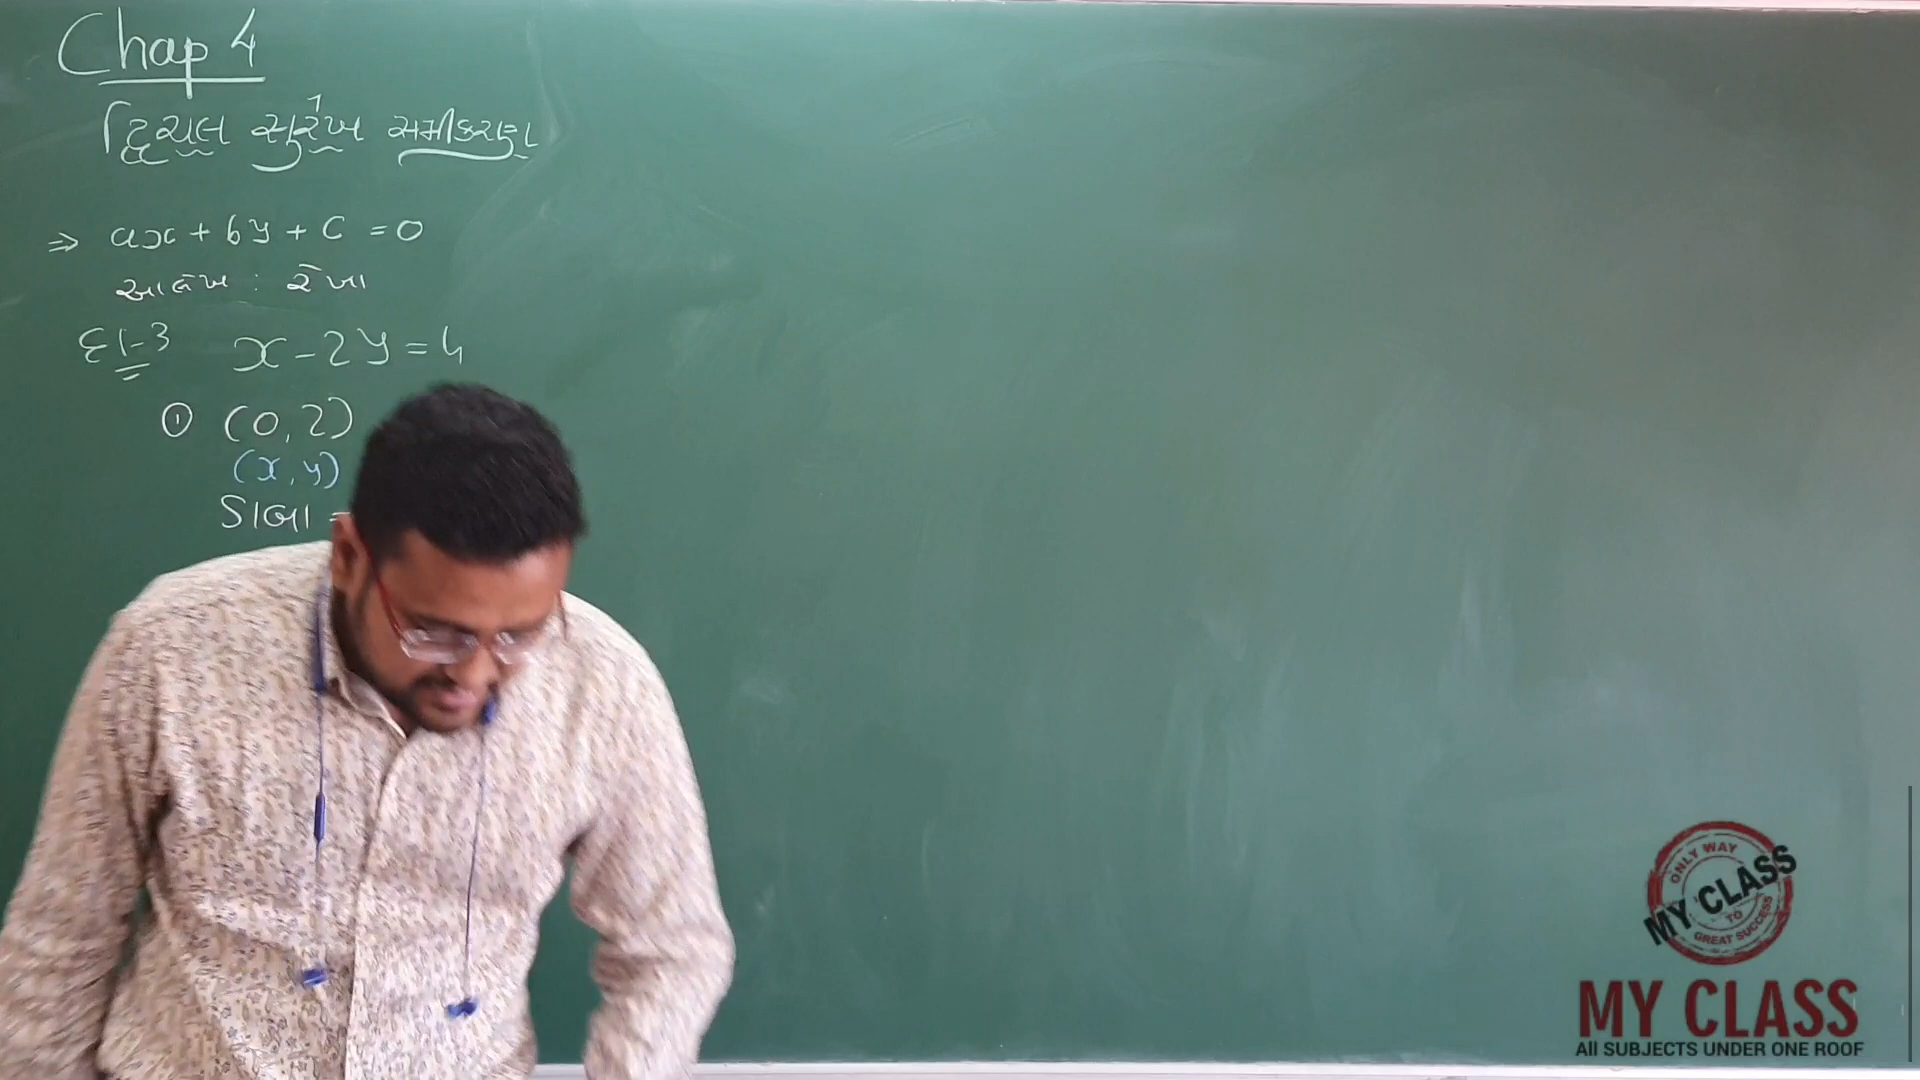 Chap 4
દ્વિચલ સુરેખ સમીકરણ
⇒ ax + by + c = 0
આલેખ : રેખા
દા-3 x - 2y = 4
① (0, 2)
(x, y)
ડાબા =
ONLY WAY
MY CLASS
TO
GREAT SUCCESS
MY CLASS
All SUBJECTS UNDER ONE ROOF